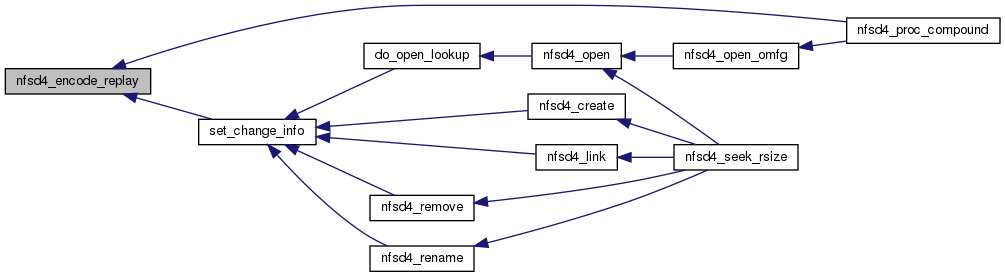 nfsd4_encode_replay
set_change_info
do_open_lookup
nfsd4_open
nfsd4_open_omfg
nfsd4_proc_compound
nfsd4_create
nfsd4_link
nfsd4_seek_rsize
nfsd4_remove
nfsd4_rename